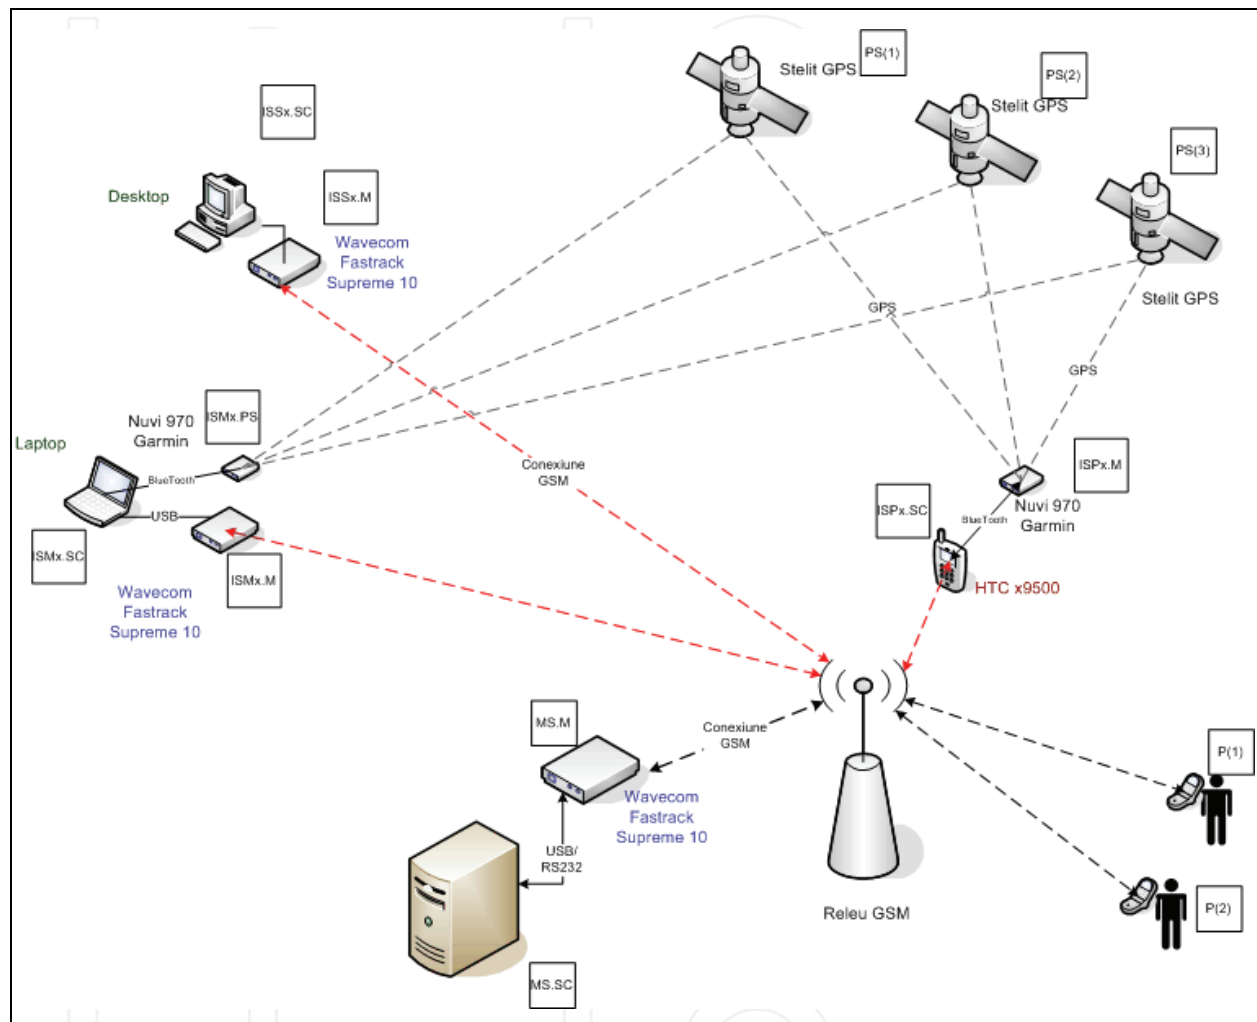 PS(1)
Stelit GPS
PS(2)
Stelit GPS
ISSx.SC
PS(3)
ISSx.M
Desktop
Wavecom
Fastrack
Supreme 10
Stelit GPS
GPS
GPS
ISMx.PS
Nuvi 970
Garmin
Laptop
BlueTooth
Conexiune
GSM
ISPx.M
ISPx.SC
Nuvi 970
Garmin
BlueTooth
USB
ISMx.SC
ISMx.M
Wavecom
Fastrack
Supreme 10
HTC x9500
MS.M
Conexiune
GSM
P(1)
Wavecom
Fastrack
Supreme 10
USB/
RS232
Releu GSM
P(2)
MS.SC